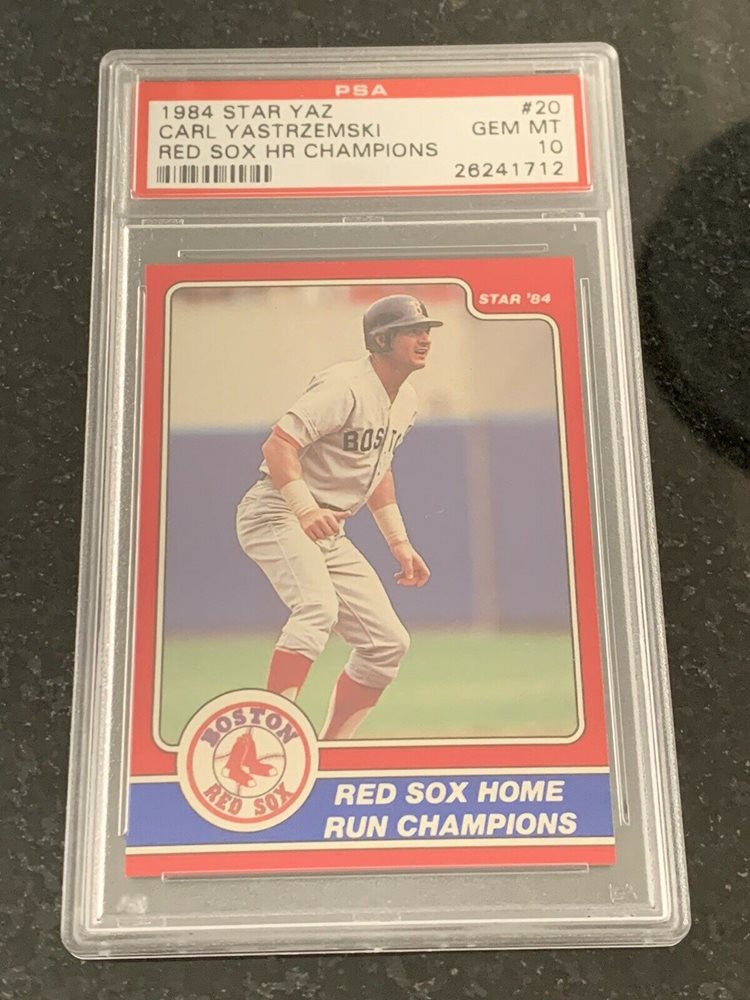 PSA
1984 STAR YAZ #20
CARL YASTRZEMSKI GEM MT
RED SOX HR CHAMPIONS 10
26241712
STAR '84
BOSTON
BOSTON
RED SOX
RED SOX HOME
RUN CHAMPIONS